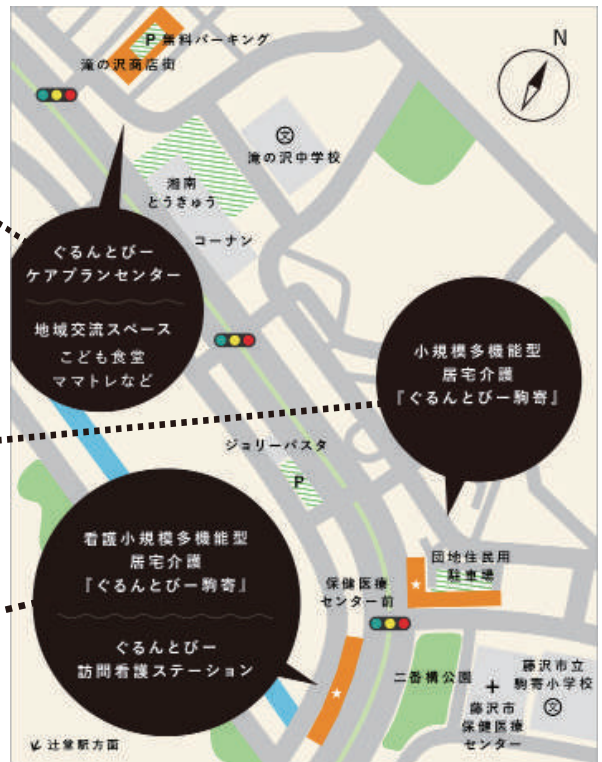 N
P 無料パーキング
滝の沢商店街
滝の沢中学校
湘南
とうきゅう
コーナン
ぐるんとびー
ケアプランセンター
地域交流スペース
こども食堂
ママトレなど
小規模多機能型
居宅介護
『ぐるんとびー駒寄』
ジョリーパスタ
P
看護小規模多機能型
居宅介護
『ぐるんとびー駒寄』
ぐるんとびー
訪問看護ステーション
団地住民用
駐車場
保健医療
センター前
二番構公園
藤沢市立
駒寄小学校
文
藤沢市
保健医療
センター
辻堂駅方面
文